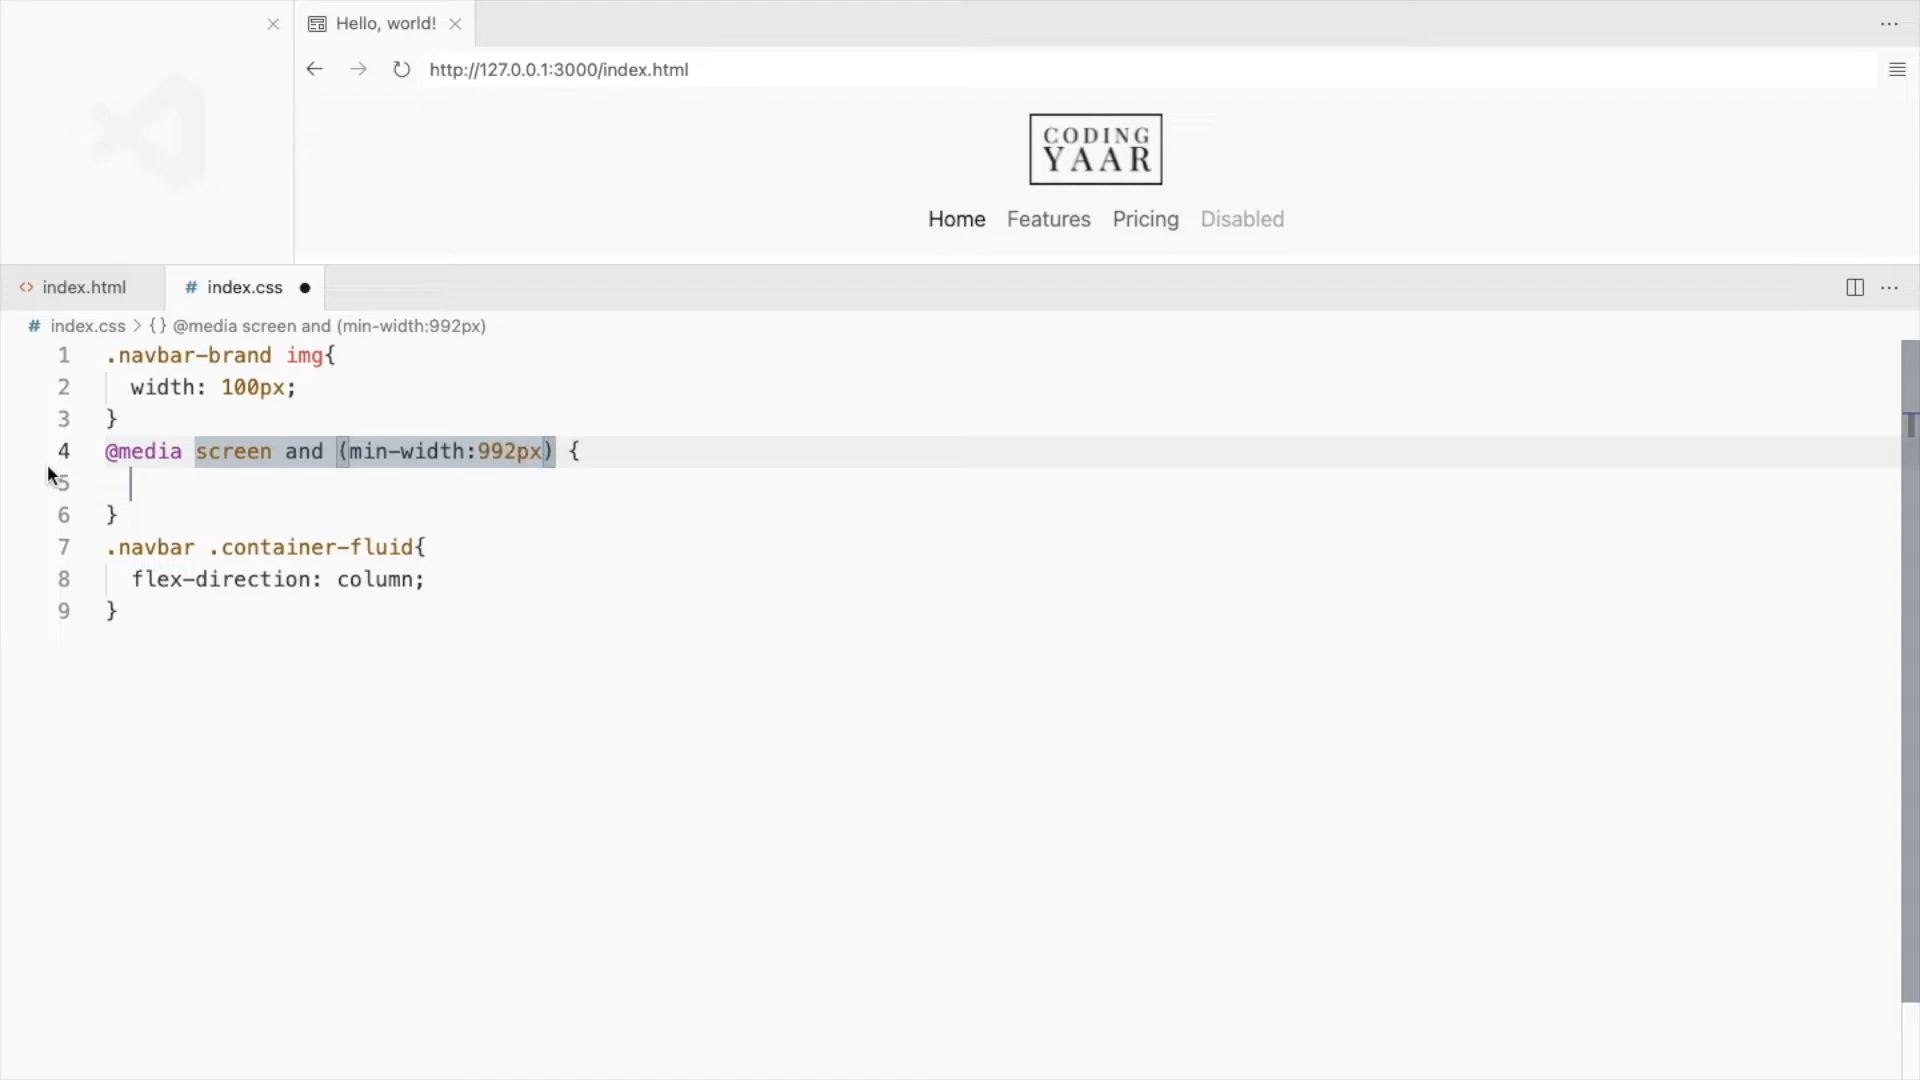 Hello, world!
http://127.0.0.1:3000/index.html
CODING
YAAR
Home Features Pricing Disabled
index.html # index.css
# index.css > {} @media screen and (min-width:992px)
1 .navbar-brand img{
2 width: 100px;
3 }
4 @media screen and (min-width:992px) {
5
6 }
7 .navbar .container-fluid{
8 flex-direction: column;
9 }